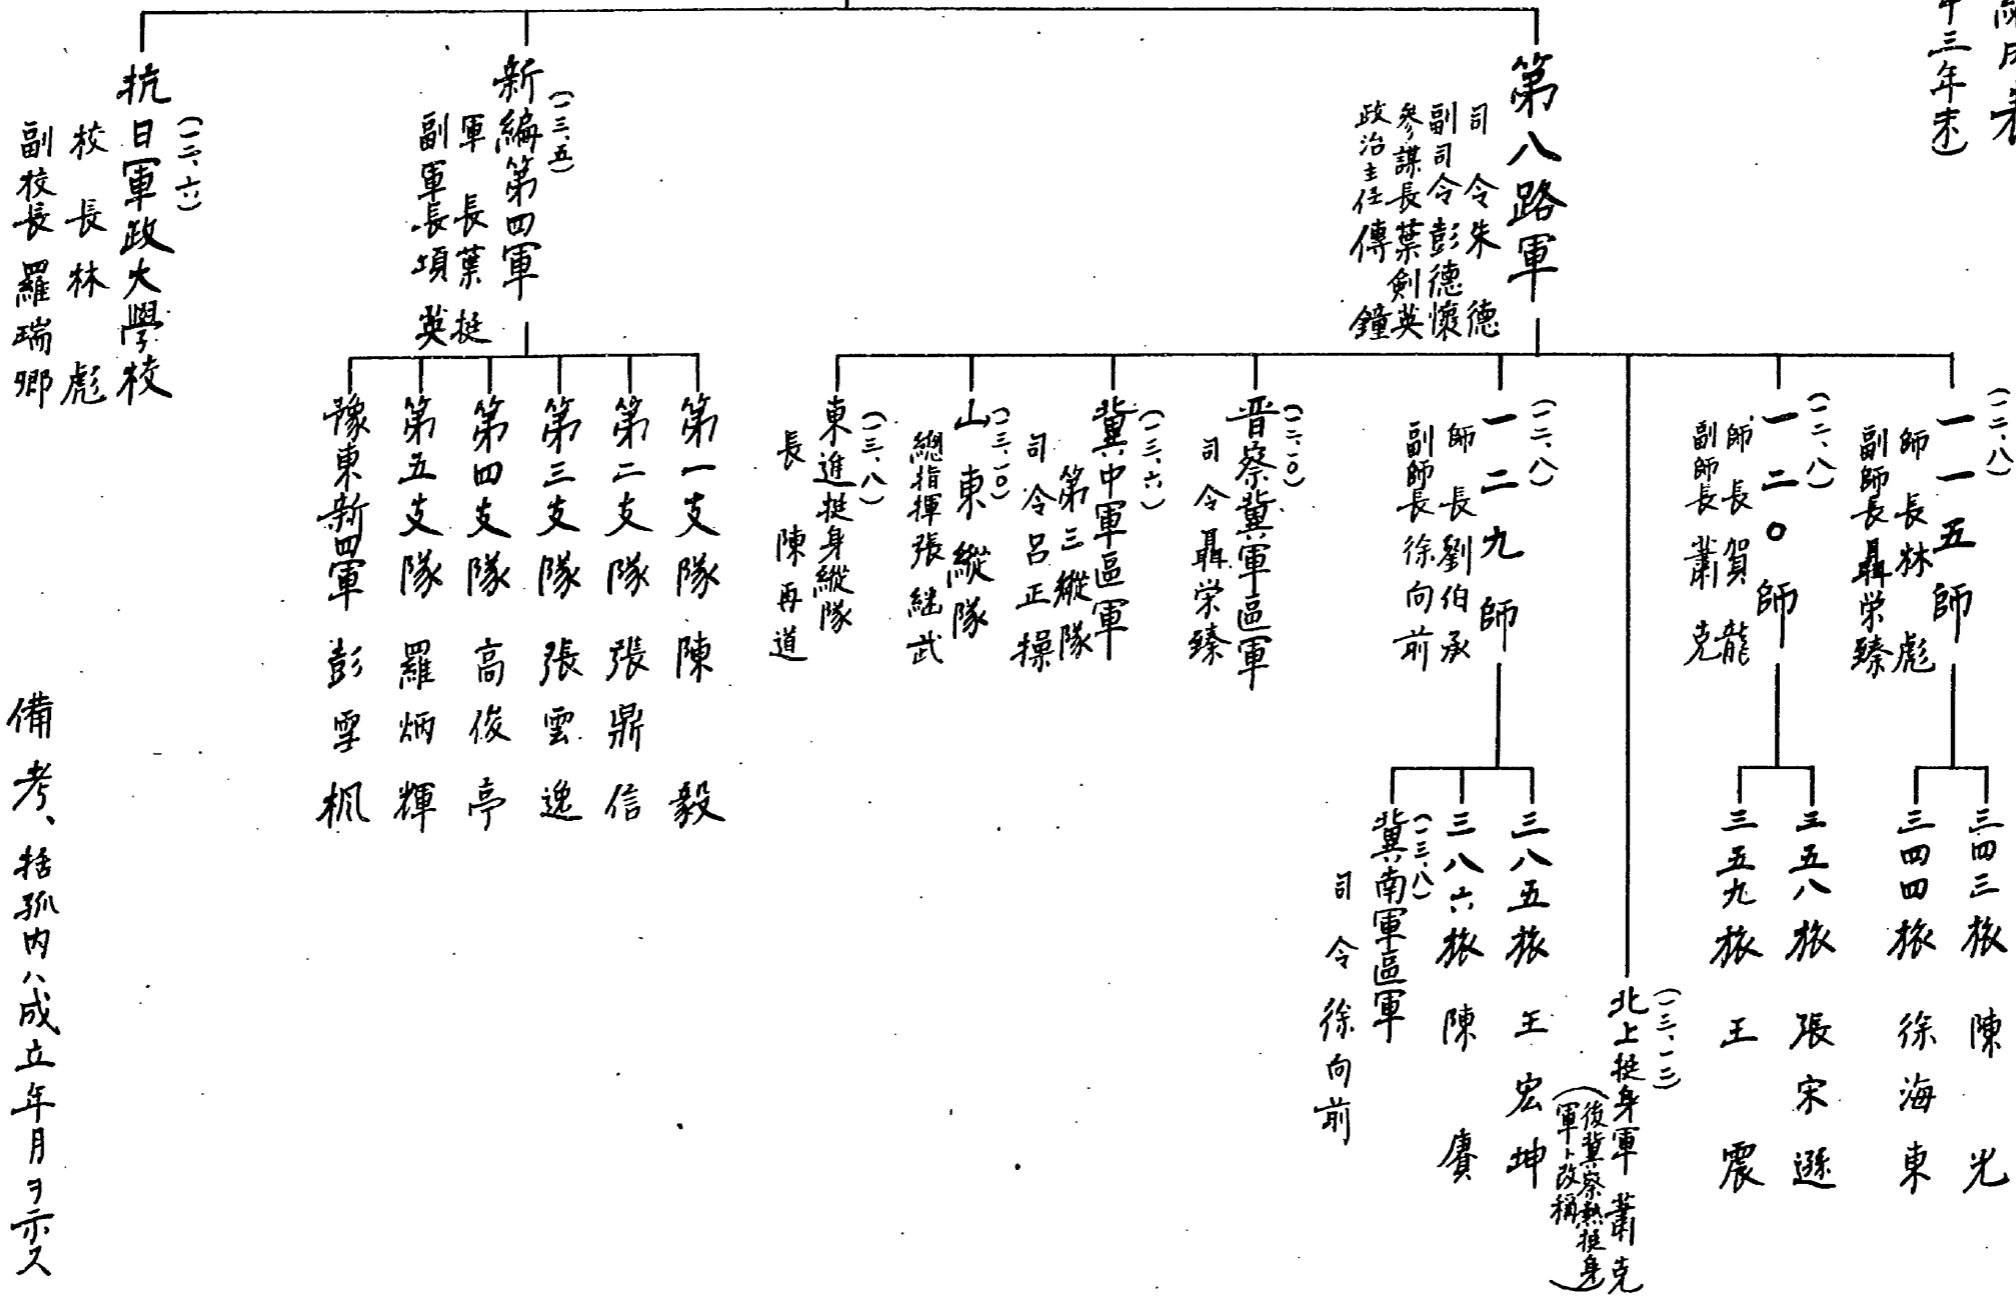 年三年末)
第八路軍
司令朱德
副司令彭德懷
參謀長葉劍英
政治主任傅鐘
(一二、八)
一一五師
師長林彪
副師長聶栄臻
三四三旅 陳光
三四四旅 徐海東
(一二、八)
一二〇師
師長賀龍
副師長蕭克
三五八旅 張宋遜
三五九旅 王震
(一三、一二)
北上挺身軍 蕭克
(後冀察熱挺身
軍ト改稱)
(一二、八)
一二九師
師長劉伯承
副師長徐向前
三八五旅 王宏坤
三八六旅 陳賡
(一三、八)
冀南軍區軍
司令 徐向前
(一二、一〇)
晋察冀軍區軍
司令聶栄臻
(一三、六)
冀中軍區軍
第三縱隊
司令呂正操
(一三、一〇)
山東縱隊
總指揮張継武
(一三、八)
東進挺身縱隊
長 陳再道
(一三、五)
新編第四軍
軍長葉挺
副軍長項英
第一支隊 陳毅
第二支隊 張鼎信
第三支隊 張雲逸
第四支隊 高俊亭
第五支隊 羅炳輝
豫東新四軍 彭雪楓
(一二、六)
抗日軍政大學校
校長林彪
副校長羅瑞卿
備考、括弧内ハ成立年月ヲ示ス